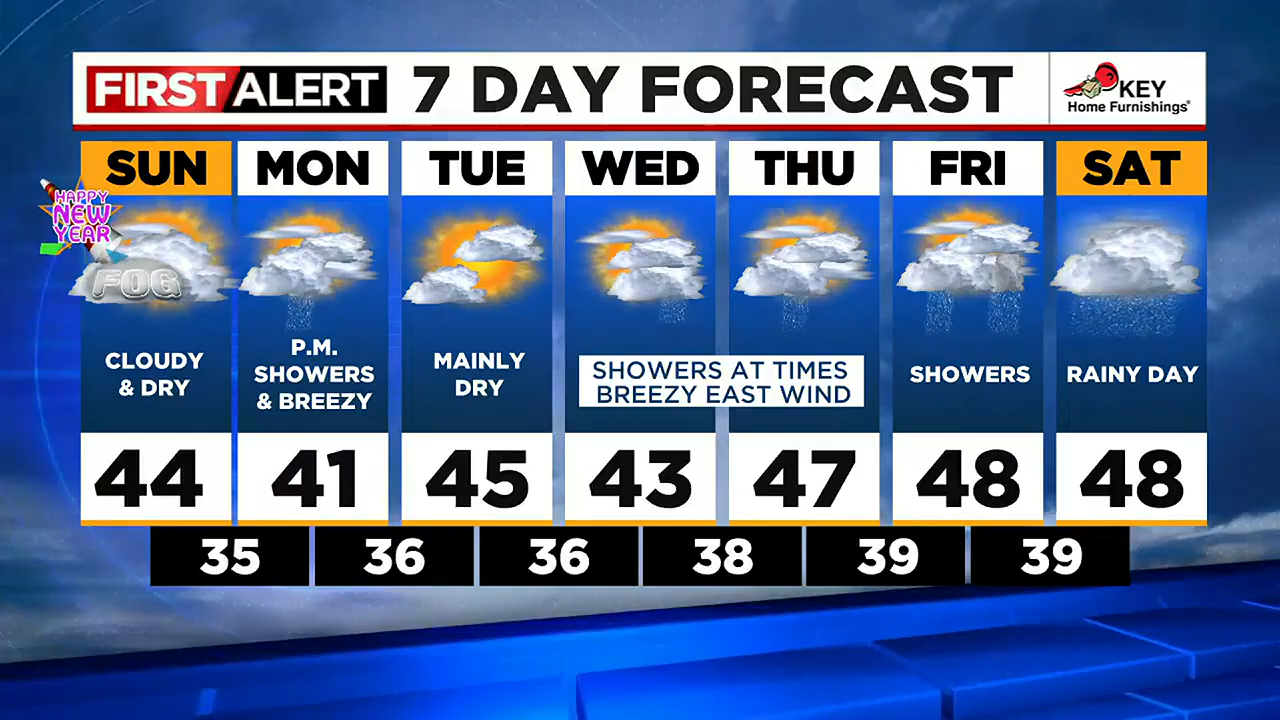 FIRST ALERT 7 DAY FORECAST
KEY
Home Furnishings®
SUN MON TUE WED THU FRI SAT
HAPPY
NEW
YEAR
FOG
CLOUDY
& DRY
P.M.
SHOWERS
& BREEZY
MAINLY
DRY
SHOWERS AT TIMES
BREEZY EAST WIND
SHOWERS
RAINY DAY
44 41 45 43 47 48 48
35 36 36 38 39 39